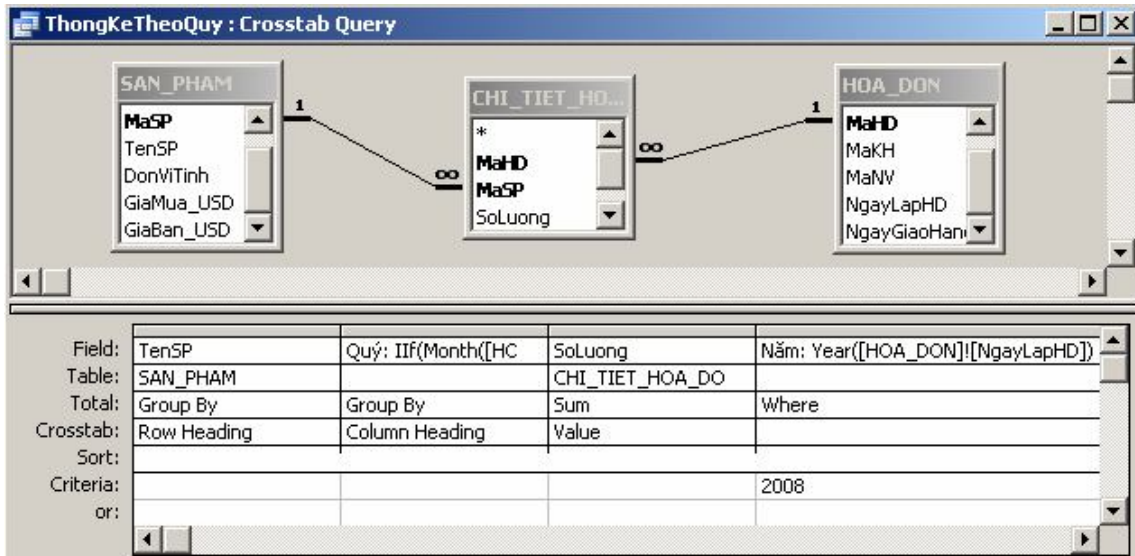 ThongKeTheoQuy : Crosstab Query
SAN_PHAM
MaSP
TenSP
DonViTinh
GiaMua_USD
GiaBan_USD
1
∞
CHI_TIET_HO...
*
MaHD
MaSP
SoLuong
∞
1
HOA_DON
MaHD
MaKH
MaNV
NgayLapHD
NgayGiaoHan
Field: TenSP Quý: IIf(Month([HC SoLuong Năm: Year([HOA_DON]![NgayLapHD])
Table: SAN_PHAM CHI_TIET_HOA_DO
Total: Group By Group By Sum Where
Crosstab: Row Heading Column Heading Value
Sort:
Criteria: 2008
or: